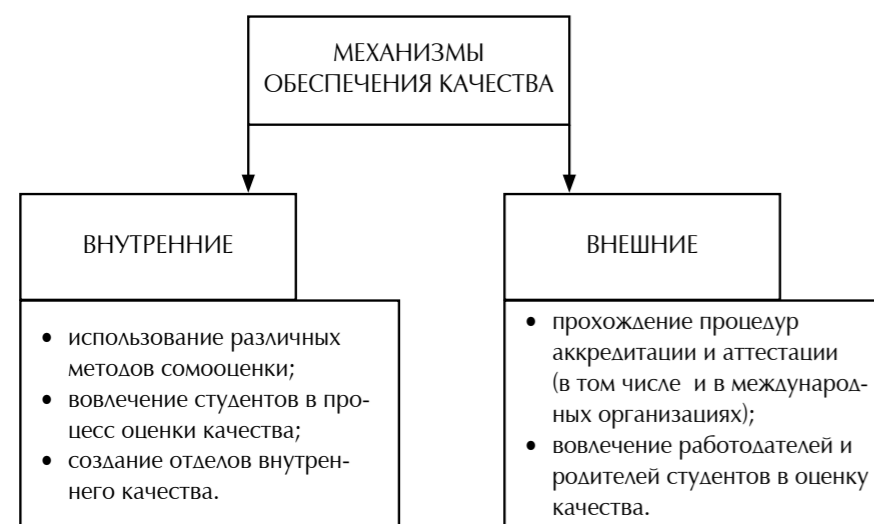 МЕХАНИЗМЫ
ОБЕСПЕЧЕНИЯ КАЧЕСТВА
ВНУТРЕННИЕ
• использование различных
методов сомооценки;
• вовлечение студентов в про-
цесс оценки качества;
• создание отделов внутрен-
него качества.
ВНЕШНИЕ
• прохождение процедур
аккредитации и аттестации
(в том числе и в международ-
ных организациях);
• вовлечение работодателей и
родителей студентов в оценку
качества.